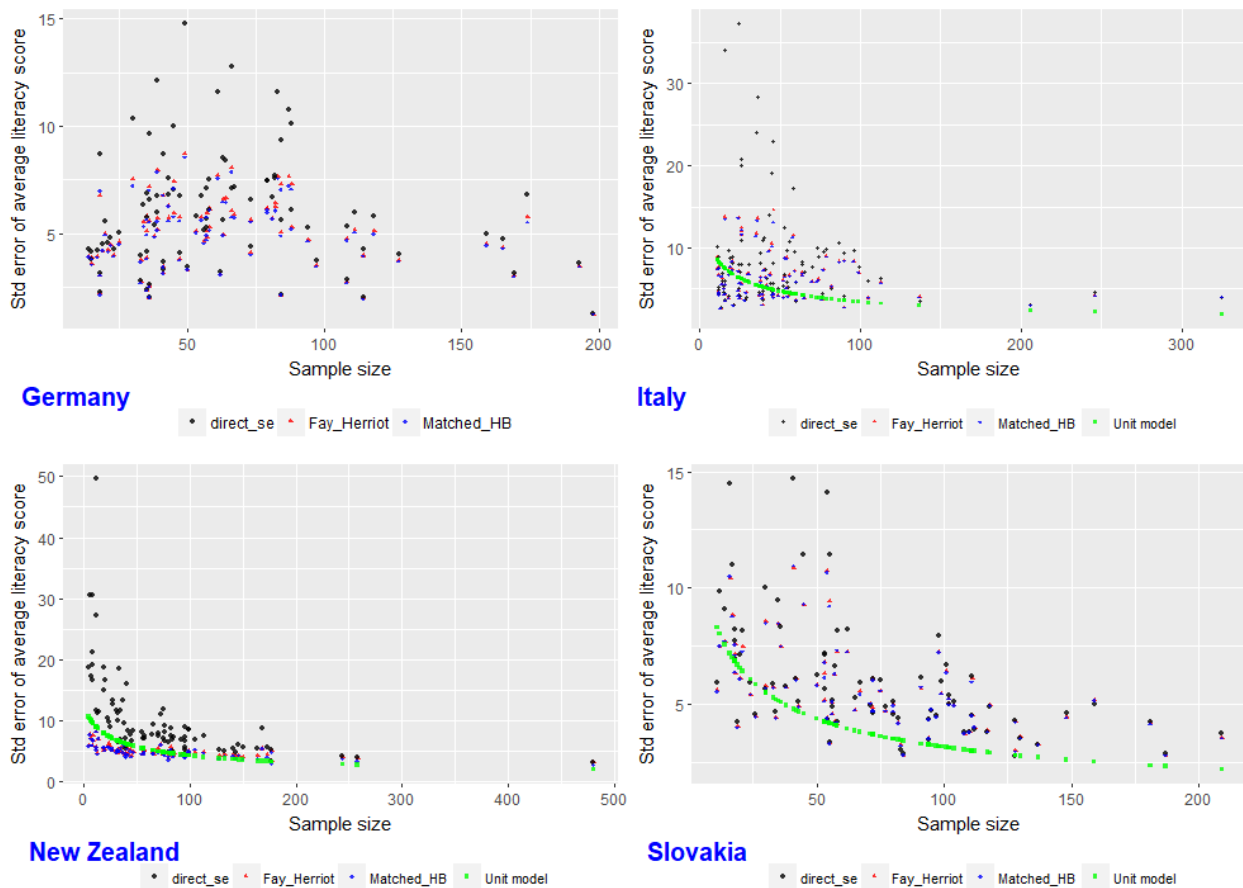 Std error of average literacy score
15
10
5
50 100 150 200
Sample size
Germany
direct_se Fay_Herriot Matched_HB
Std error of average literacy score
30
20
10
0 100 200 300
Sample size
Italy
direct_se Fay_Herriot Matched_HB Unit model
Std error of average literacy score
50
40
30
20
10
0
0 100 200 300 400 500
Sample size
New Zealand
direct_se Fay_Herriot Matched_HB Unit model
Std error of average literacy score
15
10
5
50 100 150 200
Sample size
Slovakia
direct_se Fay_Herriot Matched_HB Unit model